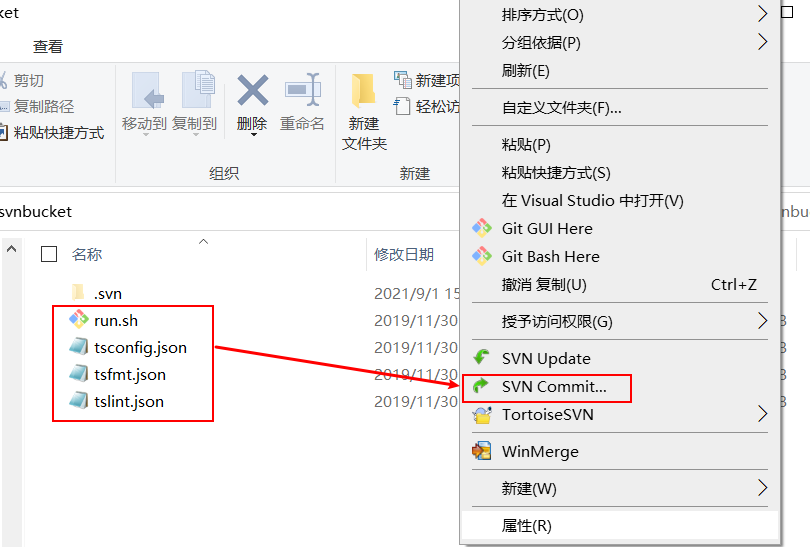 ket
查看
剪切
复制路径
粘贴快捷方式
移动到
复制到
删除
重命名
新建
文件夹
新建项
轻松访
组织
新建
svnbucket
nbu
名称
修改日期
.svn
2021/9/1 15
run.sh
2019/11/30
tsconfig.json
2019/11/30
tsfmt.json
2019/11/30
tslint.json
2019/11/30
排序方式(O)
分组依据(P)
刷新(E)
自定义文件夹(F)...
粘贴(P)
粘贴快捷方式(S)
在 Visual Studio 中打开(V)
Git GUI Here
Git Bash Here
撤消 复制(U) Ctrl+Z
授予访问权限(G)
SVN Update
SVN Commit...
TortoiseSVN
WinMerge
新建(W)
属性(R)